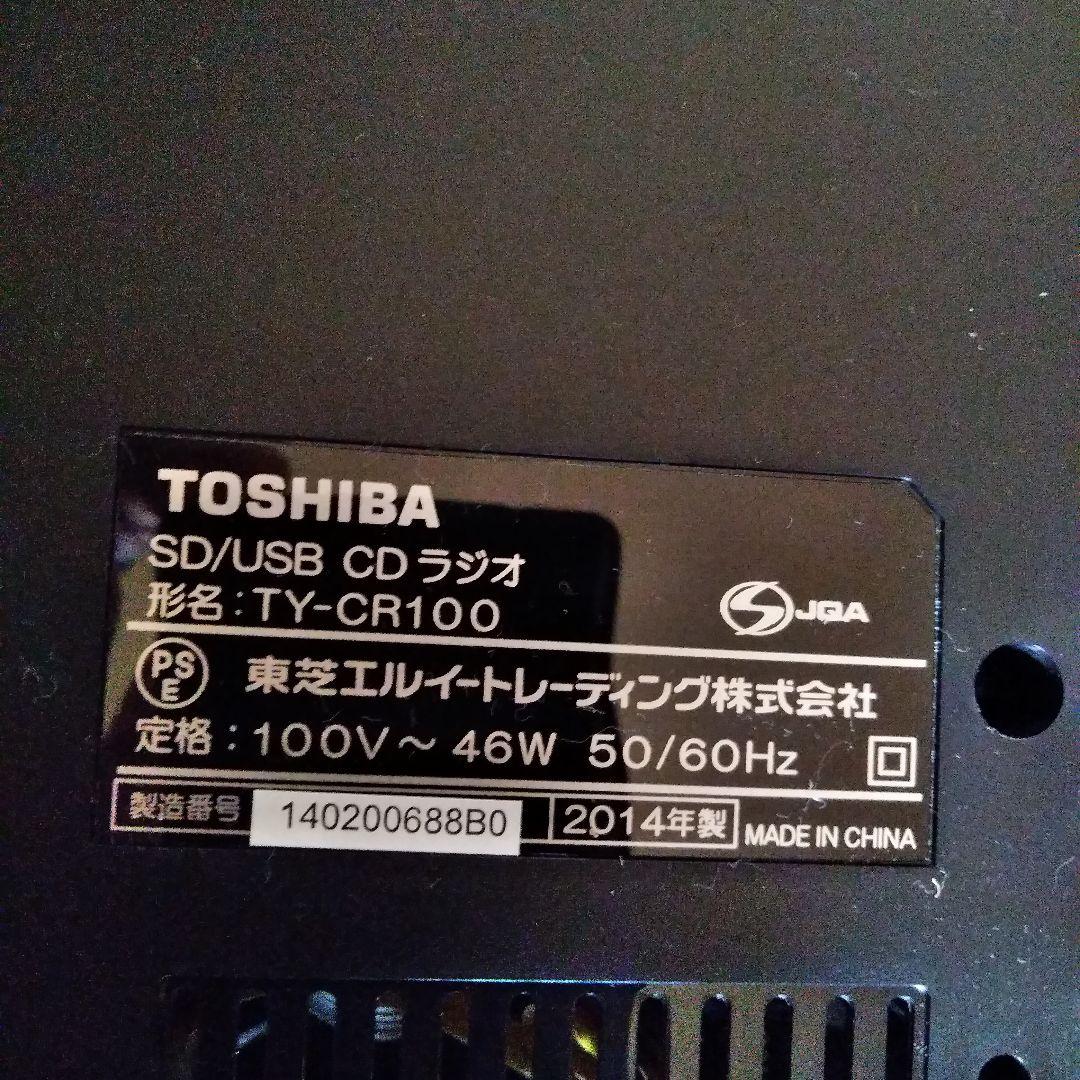 TOSHIBA
SD/USB CDラジオ
形名：TY-CR100
JQA
PSE
東芝エルイートレーディング株式会社
定格：100V～ 46W 50/60Hz
製造番号 140200688B0 2014年製 MADE IN CHINA